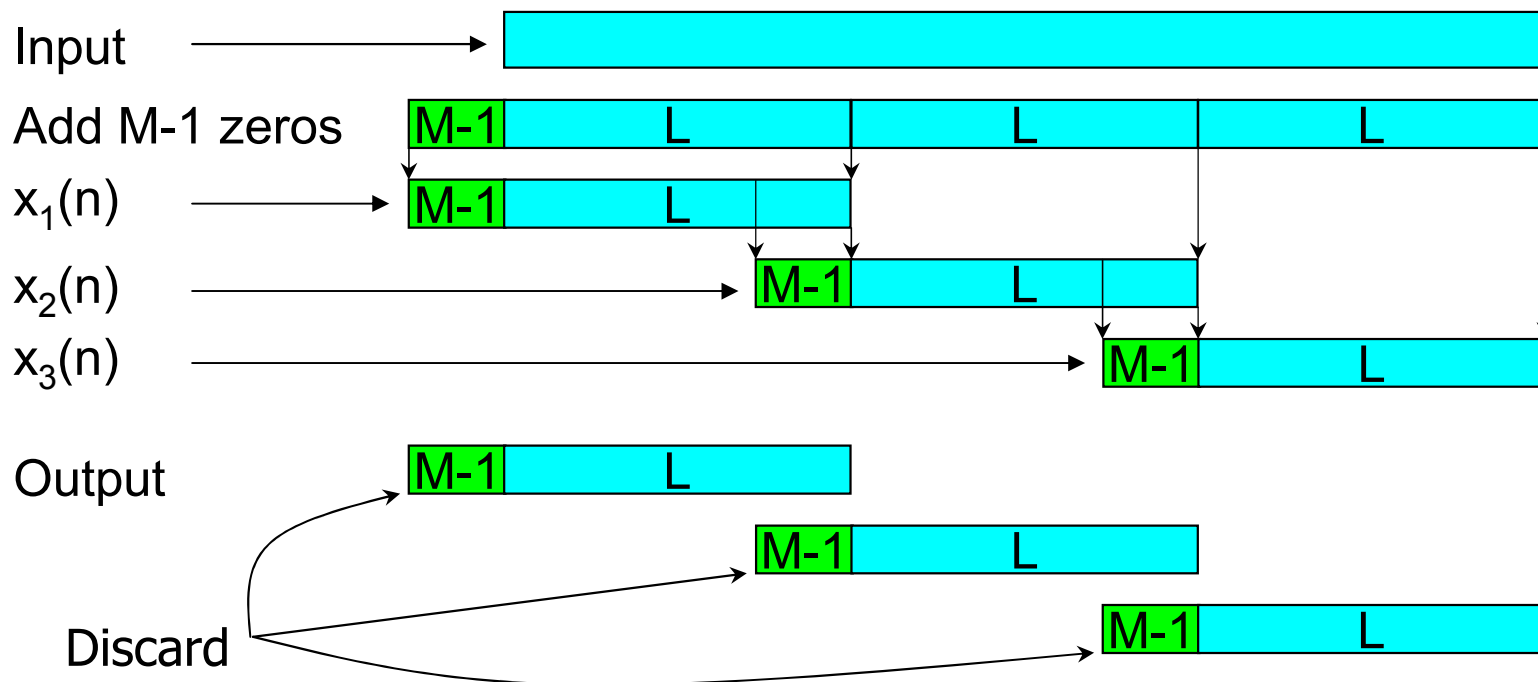 Input
Add M-1 zeros M-1 L L L
x₁(n) M-1 L
x₂(n) M-1 L
x₃(n) M-1 L
Output M-1 L
M-1 L
Discard M-1 L